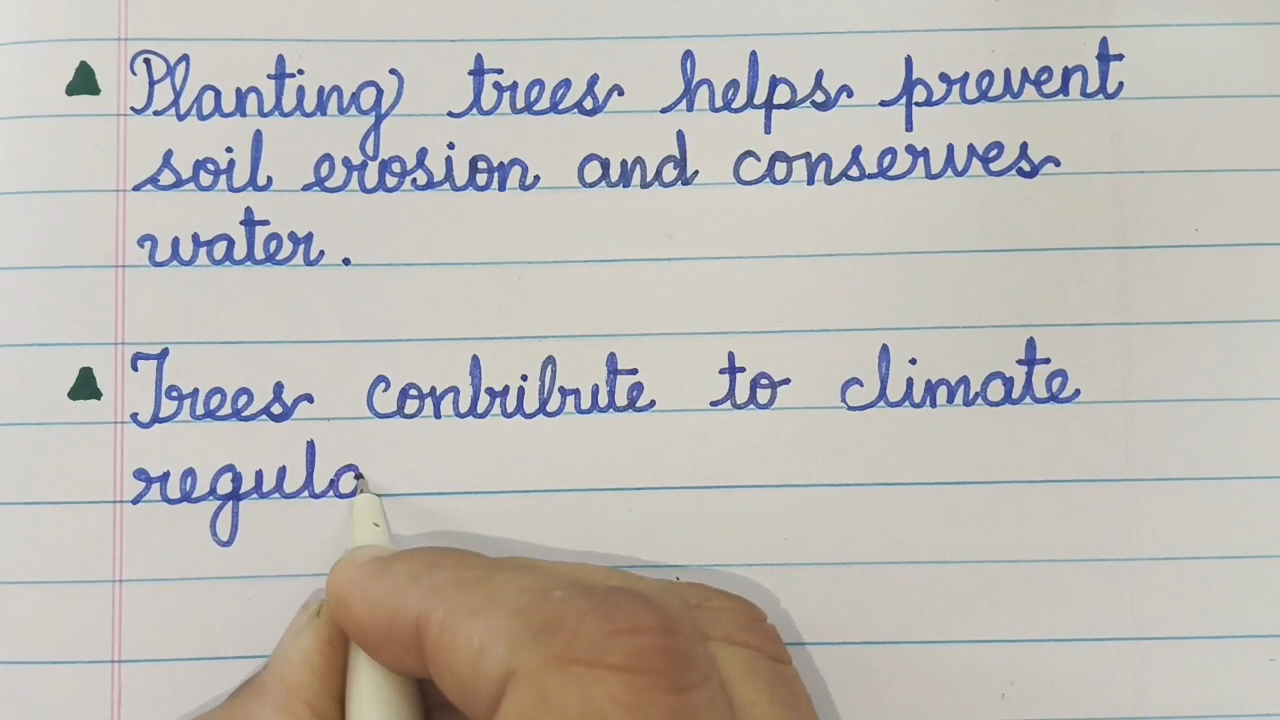 Planting trees helps prevent
soil erosion and conserves
water.
Trees contribute to climate
regula